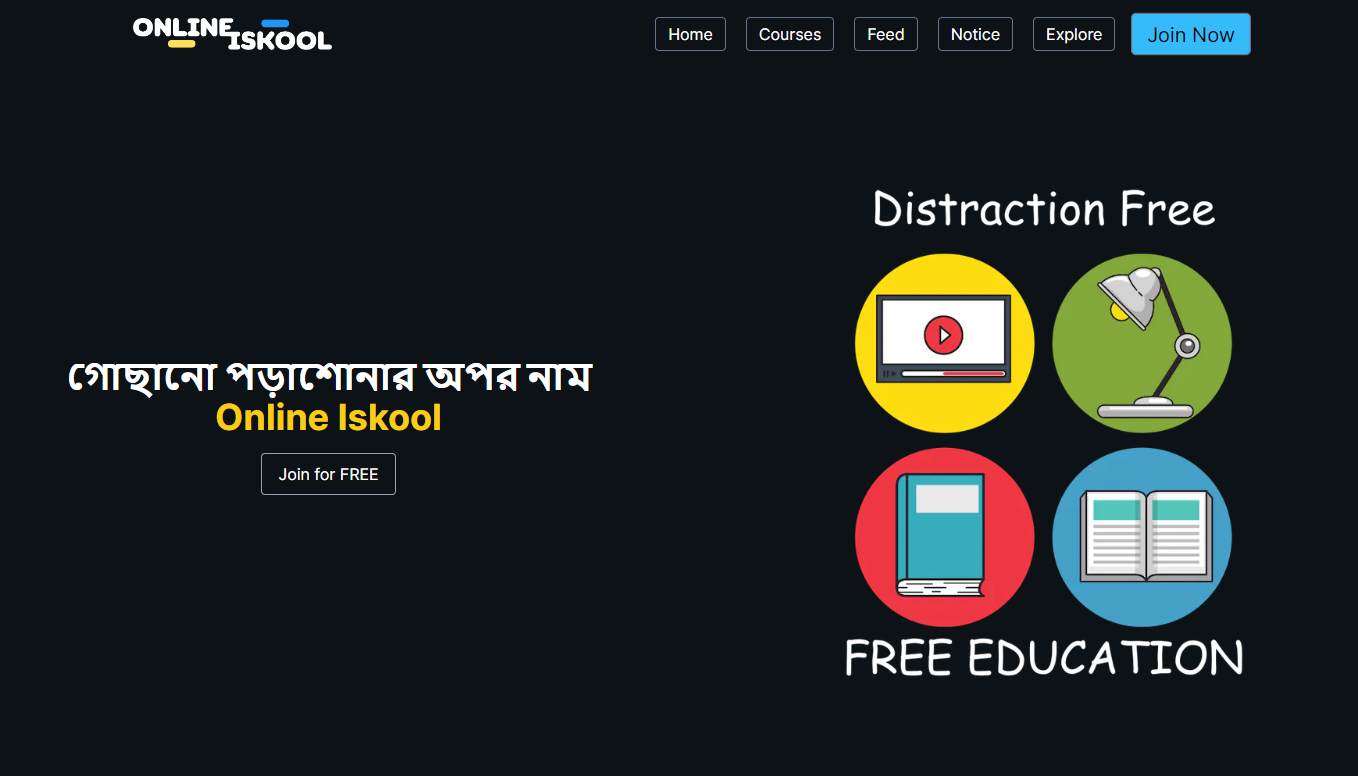 ONLINE
ISKOOL
Home
Courses
Feed
Notice
Explore
Join Now
গোছানো পড়াশোনার অপর নাম
Online Iskool
Join for FREE
Distraction Free
FREE EDUCATION